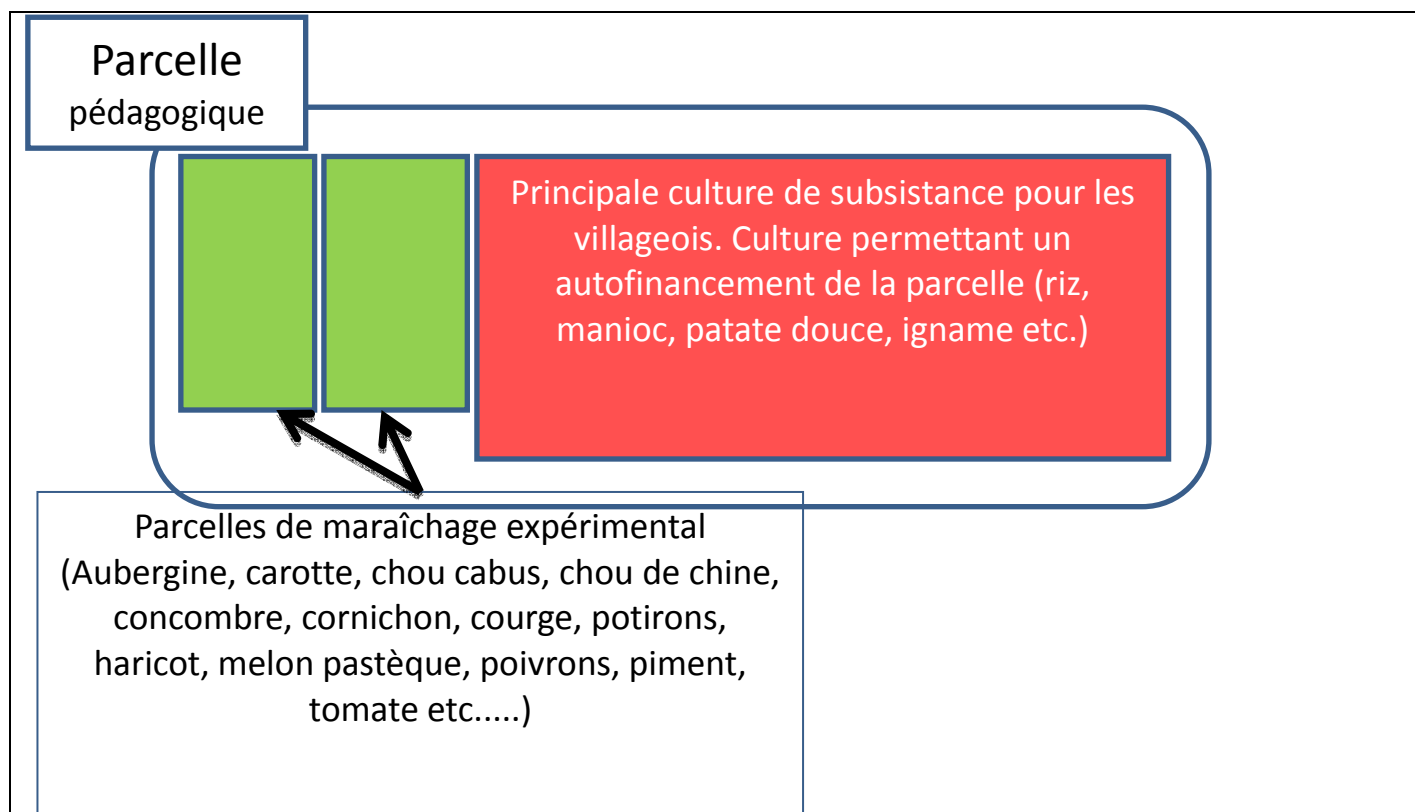 Parcelle
pédagogique
Principale culture de subsistance pour les
villageois. Culture permettant un
autofinancement de la parcelle (riz,
manioc, patate douce, igname etc.)
Parcelles de maraîchage expérimental
(Aubergine, carotte, chou cabus, chou de chine,
concombre, cornichon, courge, potirons,
haricot, melon pastèque, poivrons, piment,
tomate etc.....)